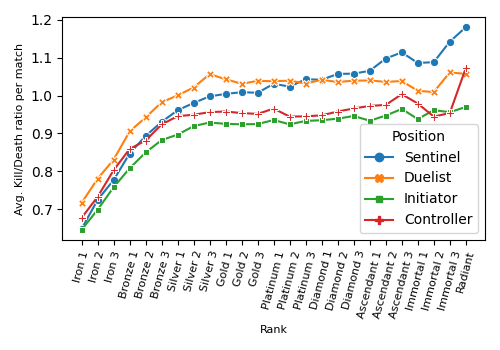 Avg. Kill/Death ratio per match
1.2
1.1
1.0
0.9
0.8
0.7
Position
Sentinel
Duelist
Initiator
Controller
Iron 1
Iron 2
Iron 3
Bronze 1
Bronze 2
Bronze 3
Silver 1
Silver 2
Silver 3
Gold 1
Gold 2
Gold 3
Platinum 1
Platinum 2
Platinum 3
Diamond 1
Diamond 2
Diamond 3
Ascendant 1
Ascendant 2
Ascendant 3
Immortal 1
Immortal 2
Immortal 3
Radiant
Rank